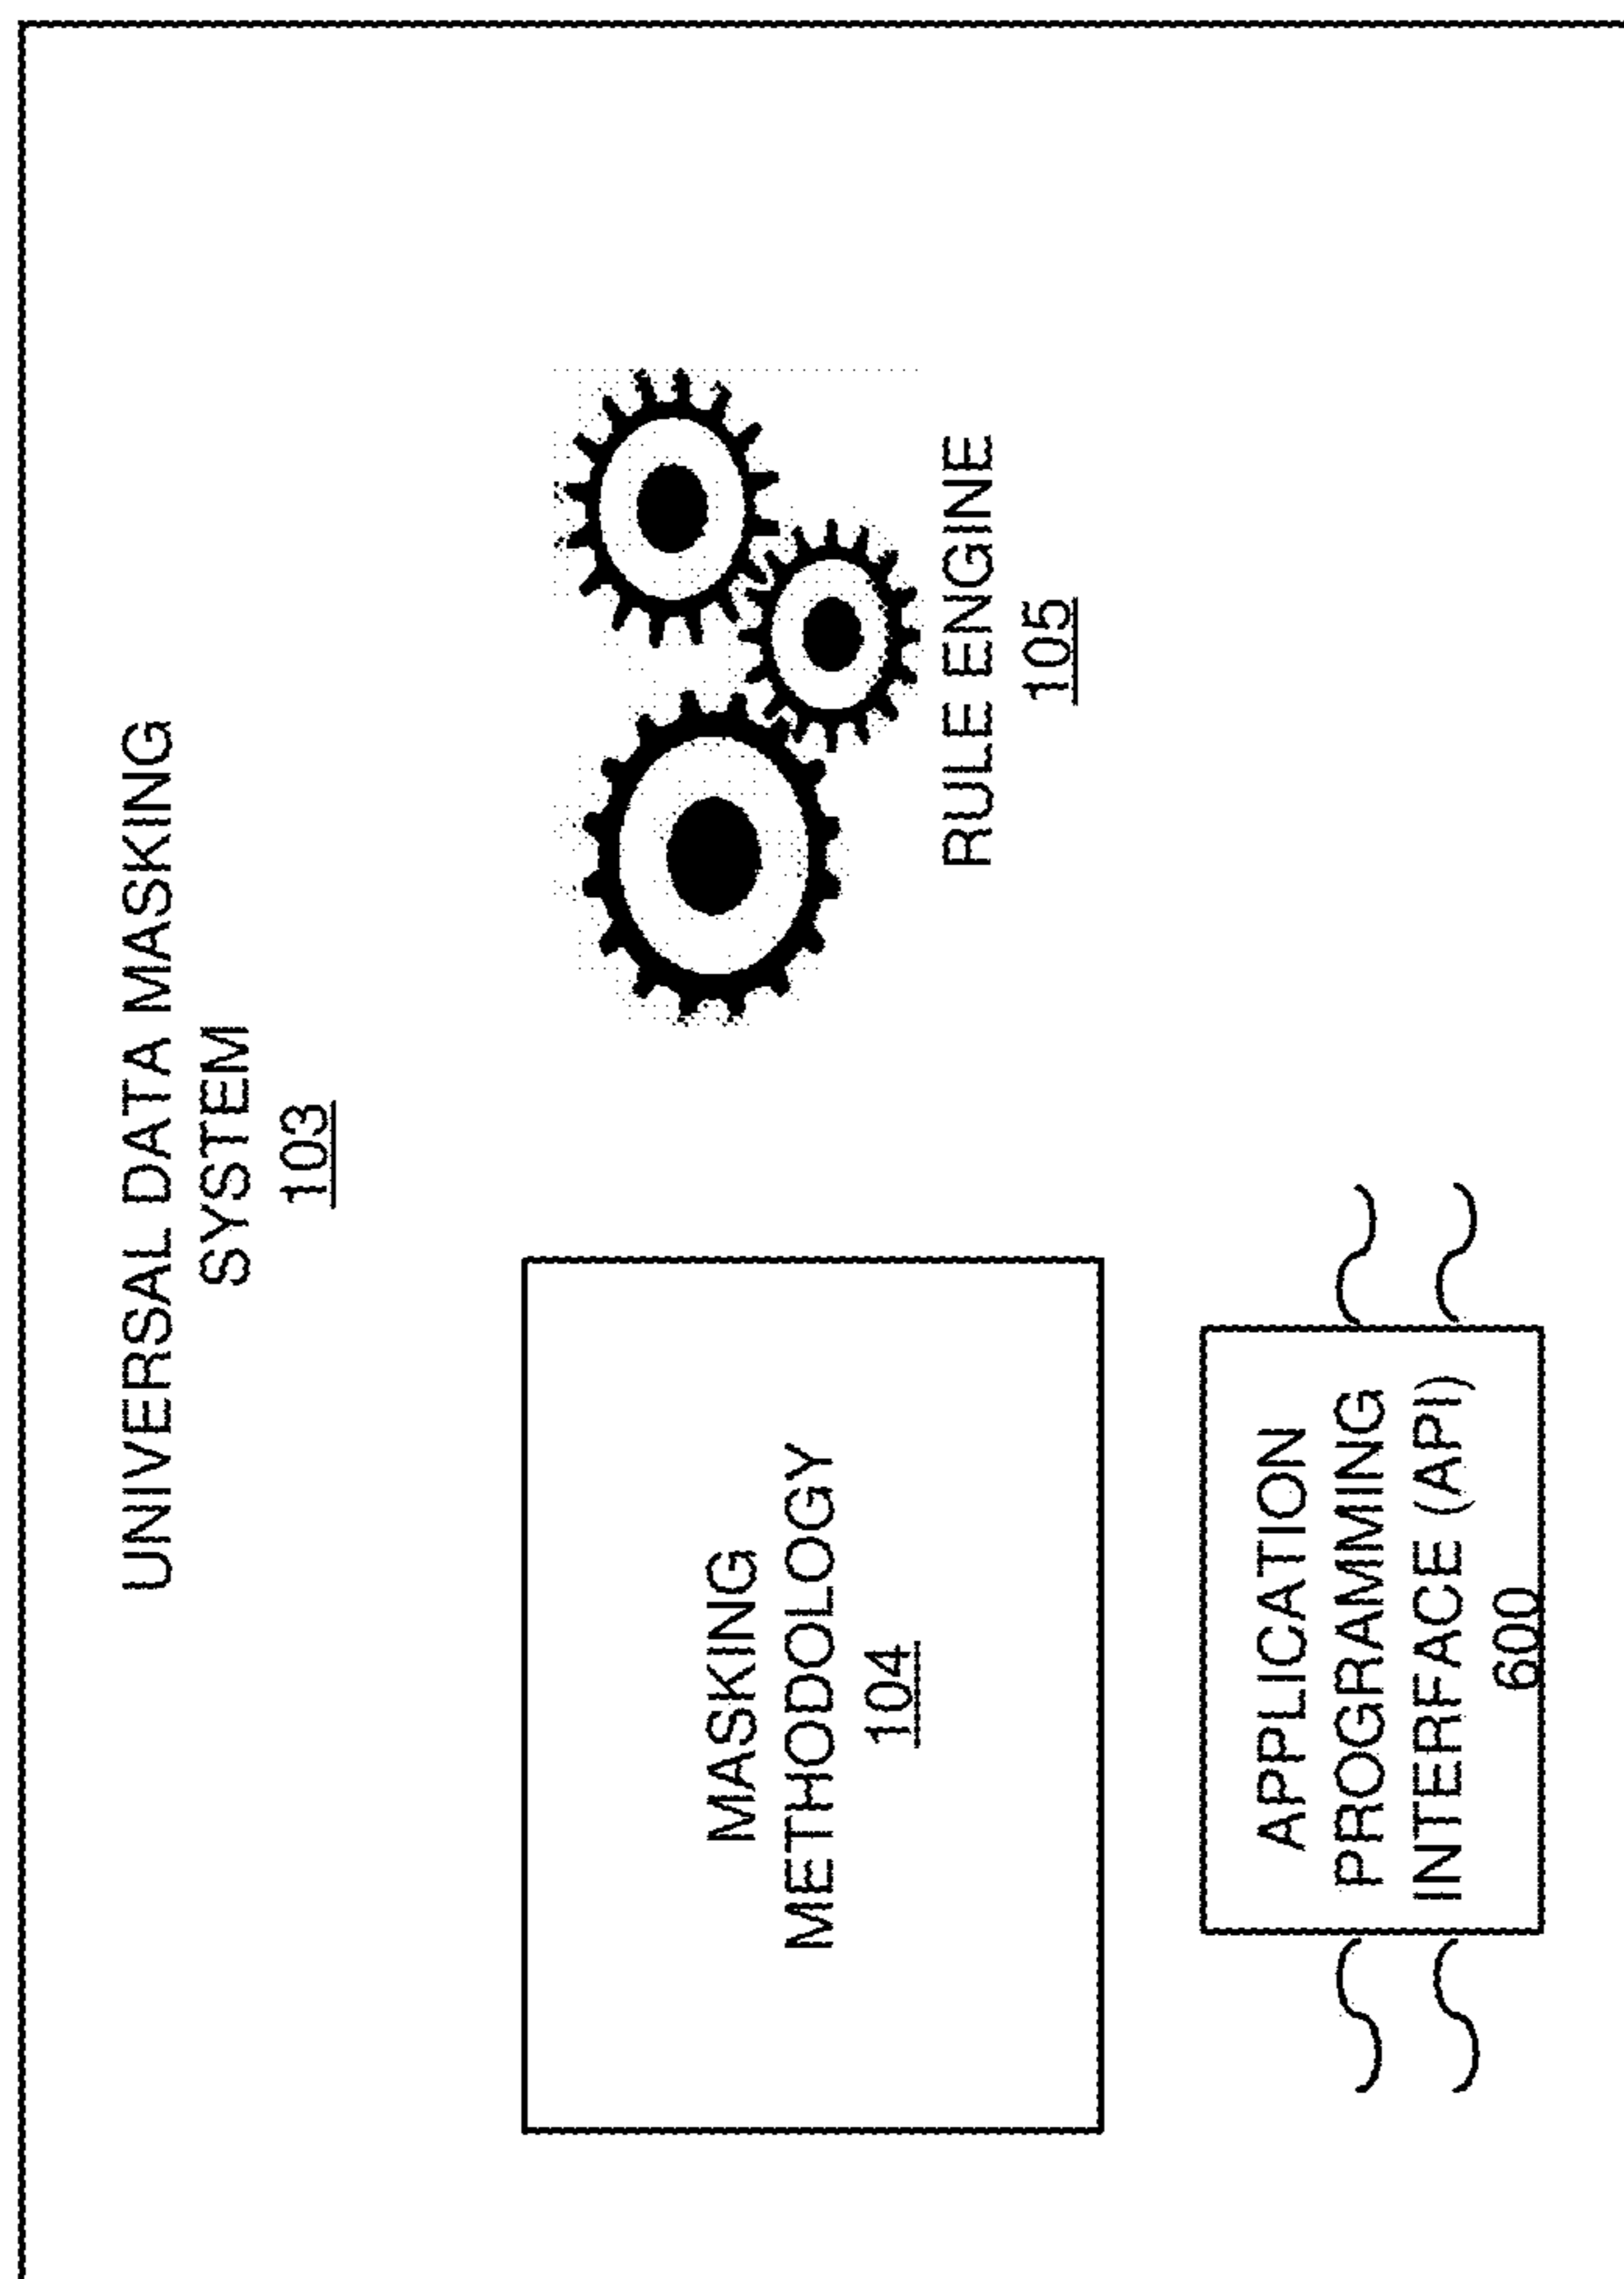 UNIVERSAL DATA MASKING
SYSTEM
103
MASKING
METHODOLOGY
104
RULE ENGINE
105
APPLICATION
PROGRAMMING
INTERFACE (API)
600